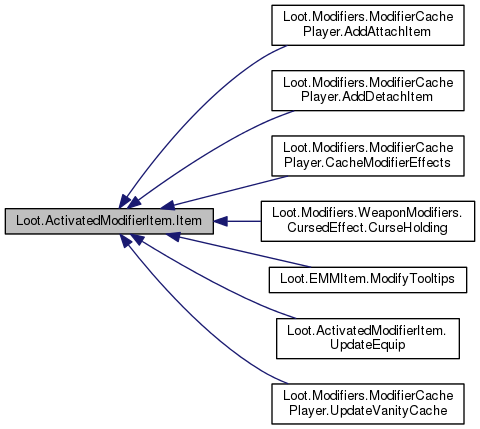 Loot.Modifiers.ModifierCache
Player.AddAttachItem
Loot.Modifiers.ModifierCache
Player.AddDetachItem
Loot.Modifiers.ModifierCache
Player.CacheModifierEffects
Loot.ActivatedModifierItem.Item
Loot.Modifiers.WeaponModifiers.
CursedEffect.CurseHolding
Loot.EMMItem.ModifyTooltips
Loot.ActivatedModifierItem.
UpdateEquip
Loot.Modifiers.ModifierCache
Player.UpdateVanityCache